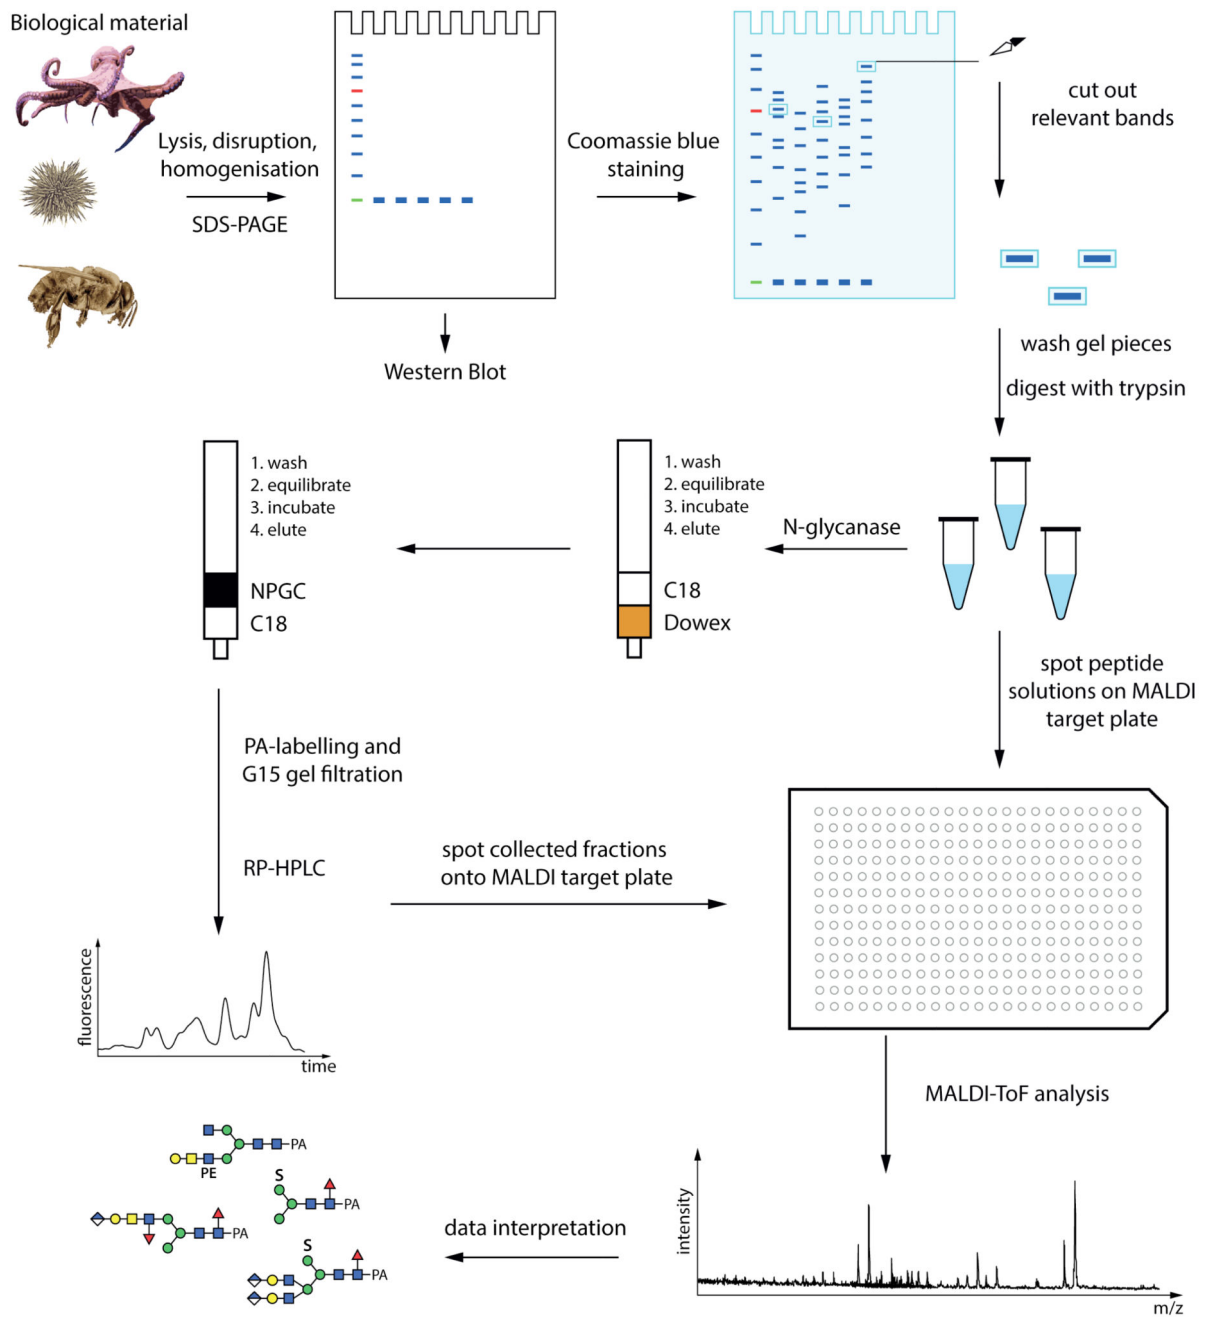 Biological material
Lysis, disruption,
homogenisation
SDS-PAGE
Coomassie blue
staining
cut out
relevant bands
Western Blot
wash gel pieces
digest with trypsin
1. wash
2. equilibrate
3. incubate
4. elute
NPGC
C18
1. wash
2. equilibrate
3. incubate
4. elute
C18
Dowex
N-glycanase
spot peptide
solutions on MALDI
target plate
PA-labelling and
G15 gel filtration
RP-HPLC
spot collected fractions
onto MALDI target plate
fluorescence
time
MALDI-ToF analysis
intensity
m/z
data interpretation
PA
PE
S
PA
PA
S
PA